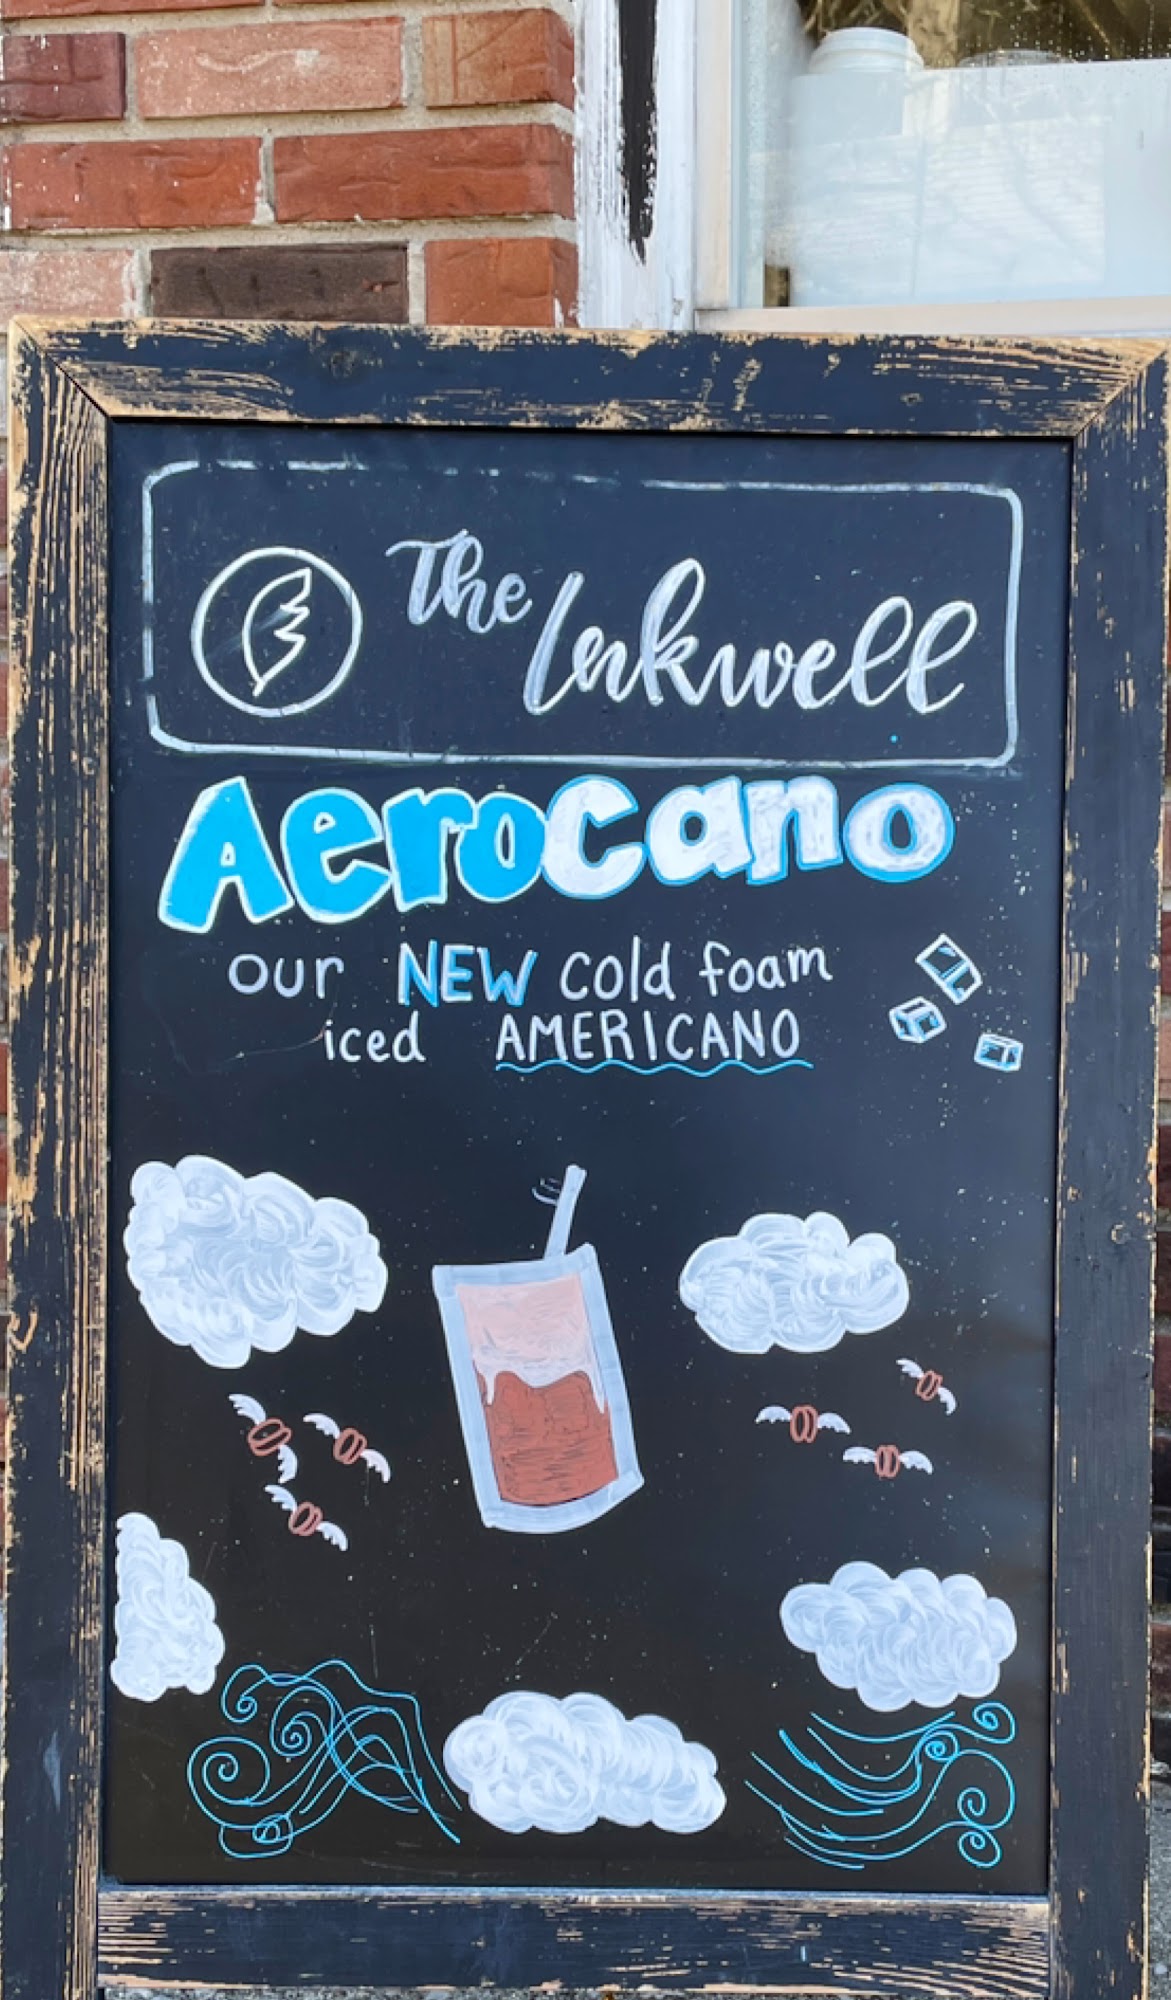 The Inkwell
Aerocano
our NEW cold foam
iced AMERICANO